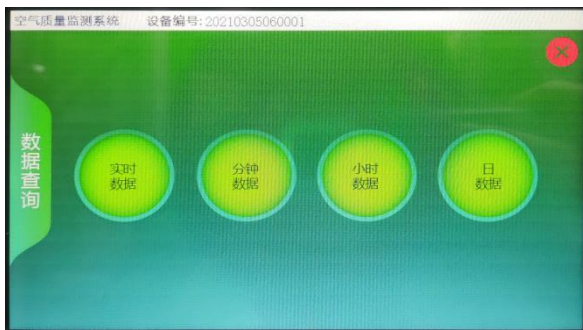 空气质量监测系统 设备编号:20210305060001
数据查询
实时
数据
分钟
数据
小时
数据
日
数据